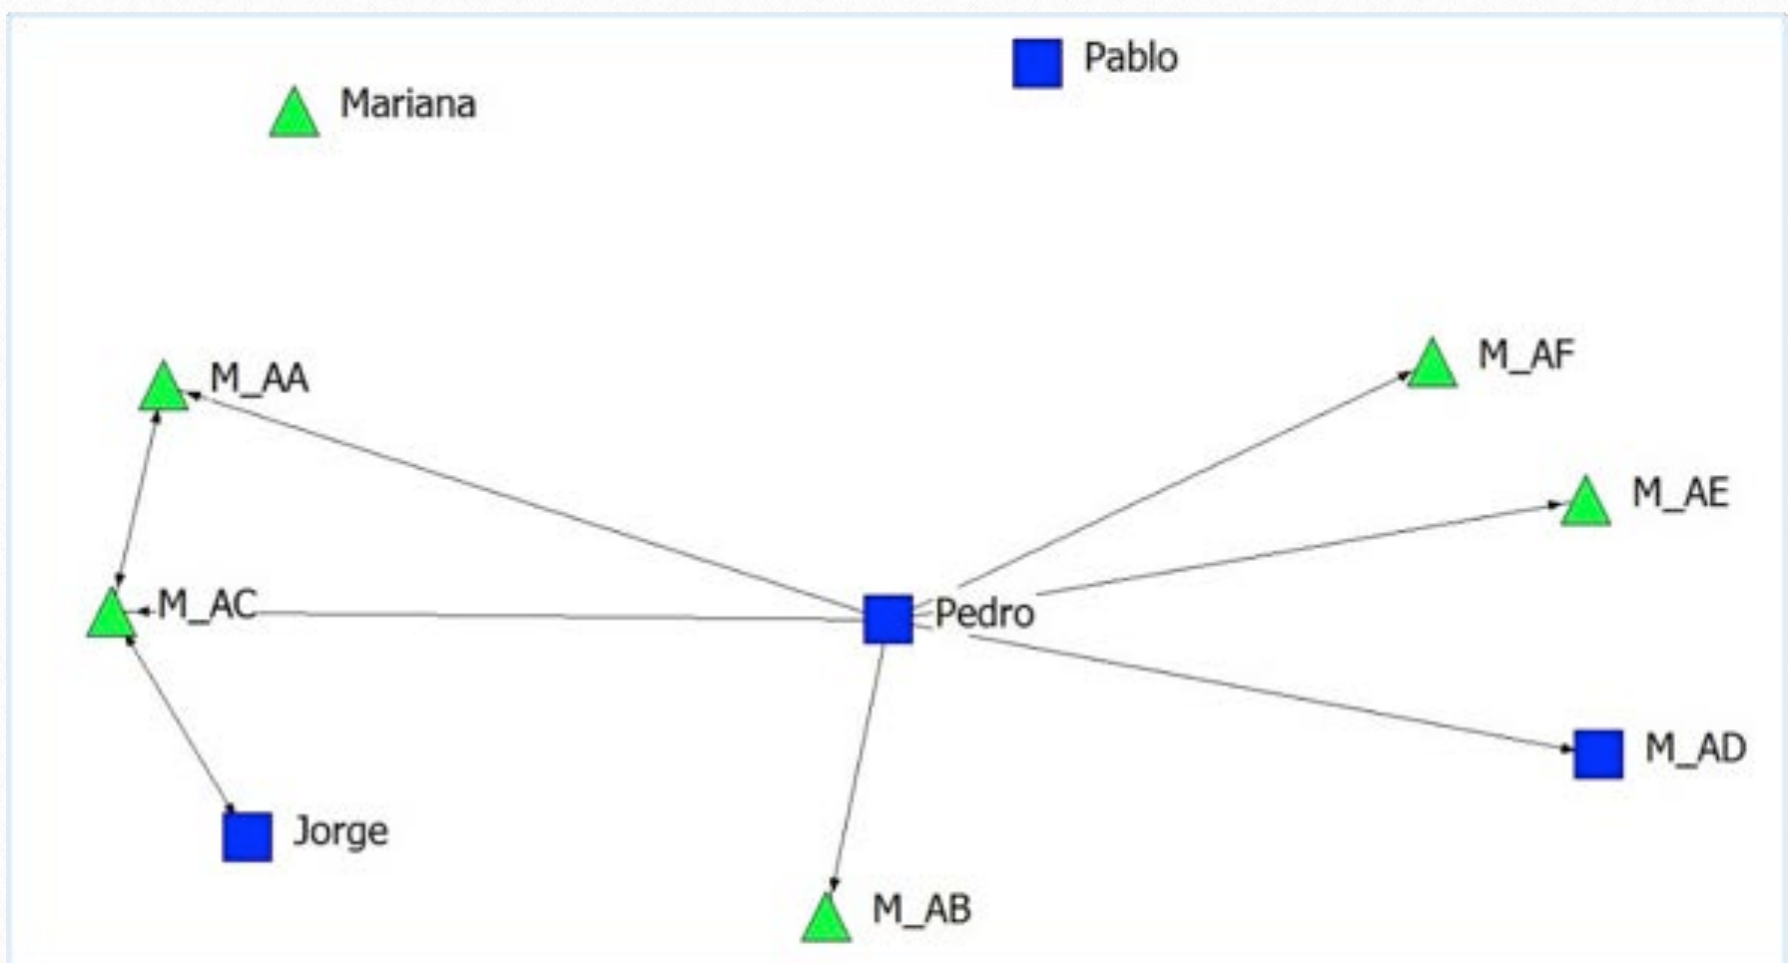 Pablo
Mariana
M_AF
M_AA
M_AE
M_AC
Pedro
M_AD
Jorge
M_AB